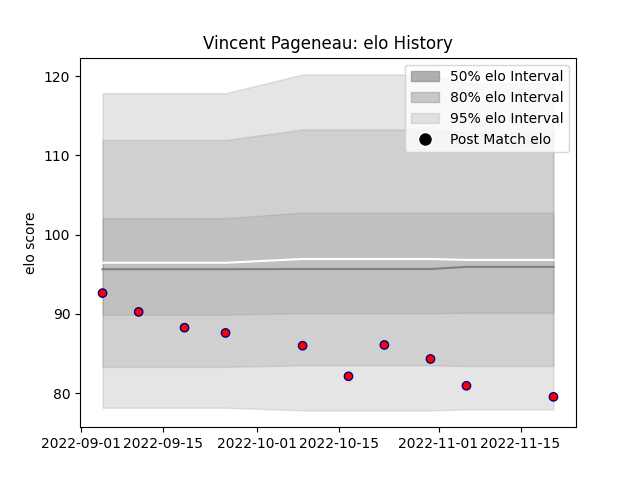 Vincent Pageneau: elo History
120
110
100
90
80
elo score
50% elo Interval
80% elo Interval
95% elo Interval
Post Match elo
2022-09-01 2022-09-15 2022-10-01 2022-10-15 2022-11-01 2022-11-15